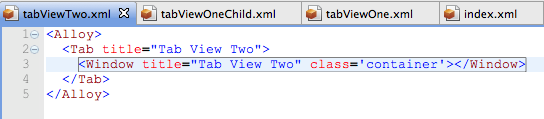 tabViewTwo.xml tabViewOneChild.xml tabViewOne.xml index.xml
1 <Alloy>
2 <Tab title="Tab View Two">
3 <Window title="Tab View Two" class='container'></Window>
4 </Tab>
5 </Alloy>